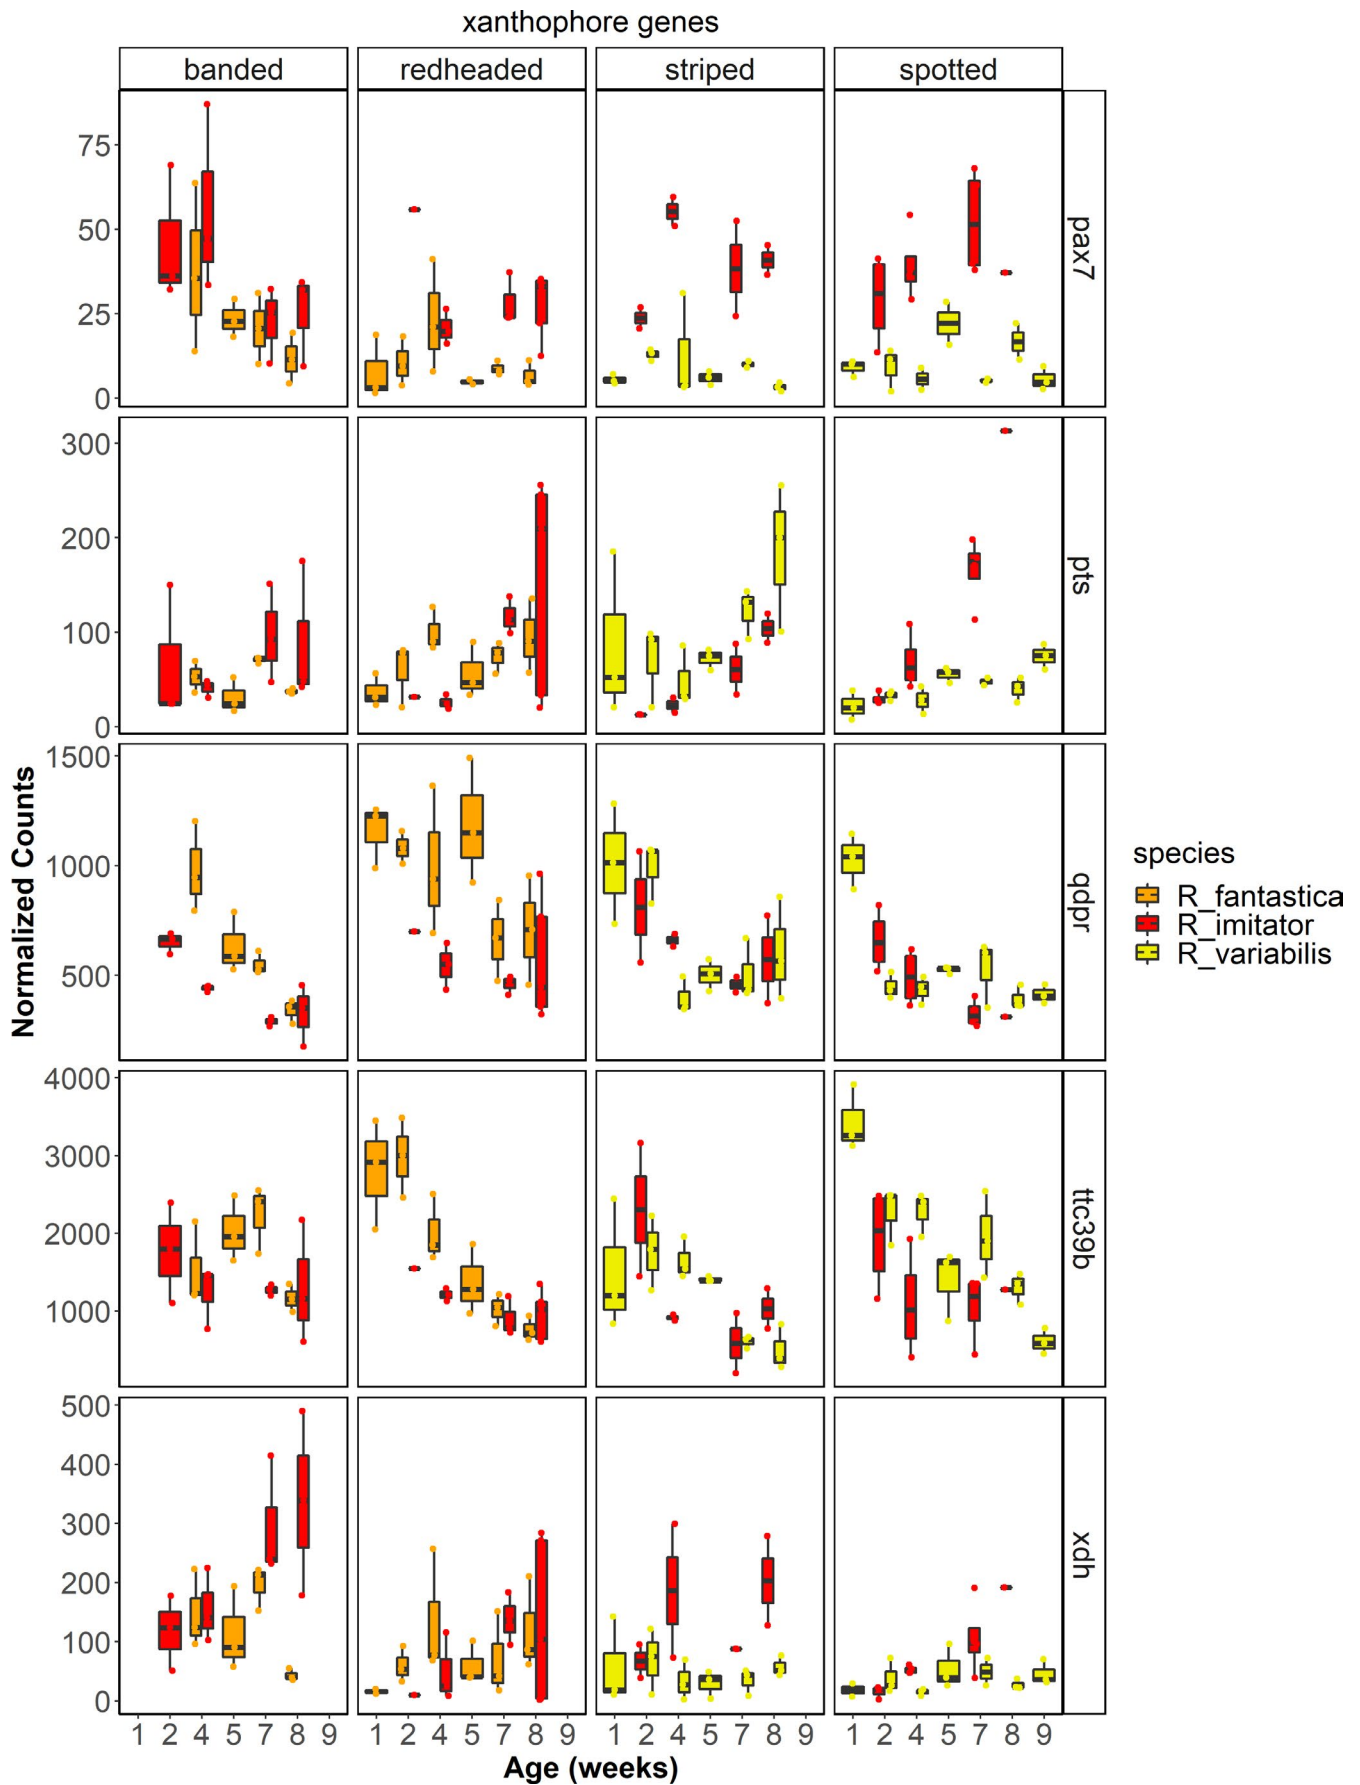 xanthophore genes
banded redheaded striped spotted
75
50
25
0
pax7
300
200
100
0
pts
1500
1000
500
qdpr
4000
3000
2000
1000
ttc39b
500
400
300
200
100
0
xdh
Normalized Counts
1 2 4 5 7 8 9 1 2 4 5 7 8 9 1 2 4 5 7 8 9 1 2 4 5 7 8 9
Age (weeks)
species
R_fantastica
R_imitator
R_variabilis